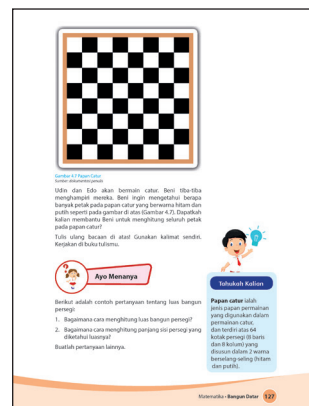 Gambar 4.7 Papan Catur
Sumber: dokumentasi penulis
Udin dan Edo akan bermain catur. Beni tiba-tiba
menghampiri mereka. Beni ingin mengetahui berapa
banyak petak pada papan catur yang berwarna hitam dan
putih seperti pada gambar di atas (Gambar 4.7). Dapatkah
kalian membantu Beni untuk menghitung seluruh petak
pada papan catur?
Tulis ulang bacaan di atas! Gunakan kalimat sendiri.
Kerjakan di buku tulismu.
Ayo Menanya
Berikut adalah contoh pertanyaan tentang luas bangun
persegi:
1. Bagaimana cara menghitung luas bangun persegi?
2. Bagaimana cara menghitung panjang sisi persegi yang
diketahui luasnya?
Buatlah pertanyaan lainnya.
Tahukah Kalian
Papan catur ialah
jenis papan permainan
yang digunakan dalam
permainan catur,
dan terdiri atas 64
kotak persegi (8 baris
dan 8 kolum) yang
disusun dalam 2 warna
berselang-seling (hitam
dan putih).
Matematika - Bangun Datar 127